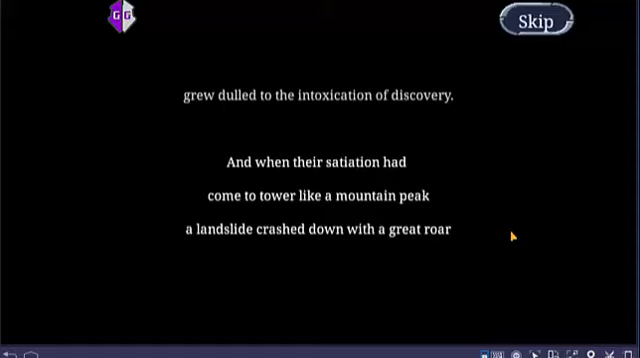 GG
Skip
grew dulled to the intoxication of discovery.
And when their satiation had
come to tower like a mountain peak
a landslide crashed down with a great roar